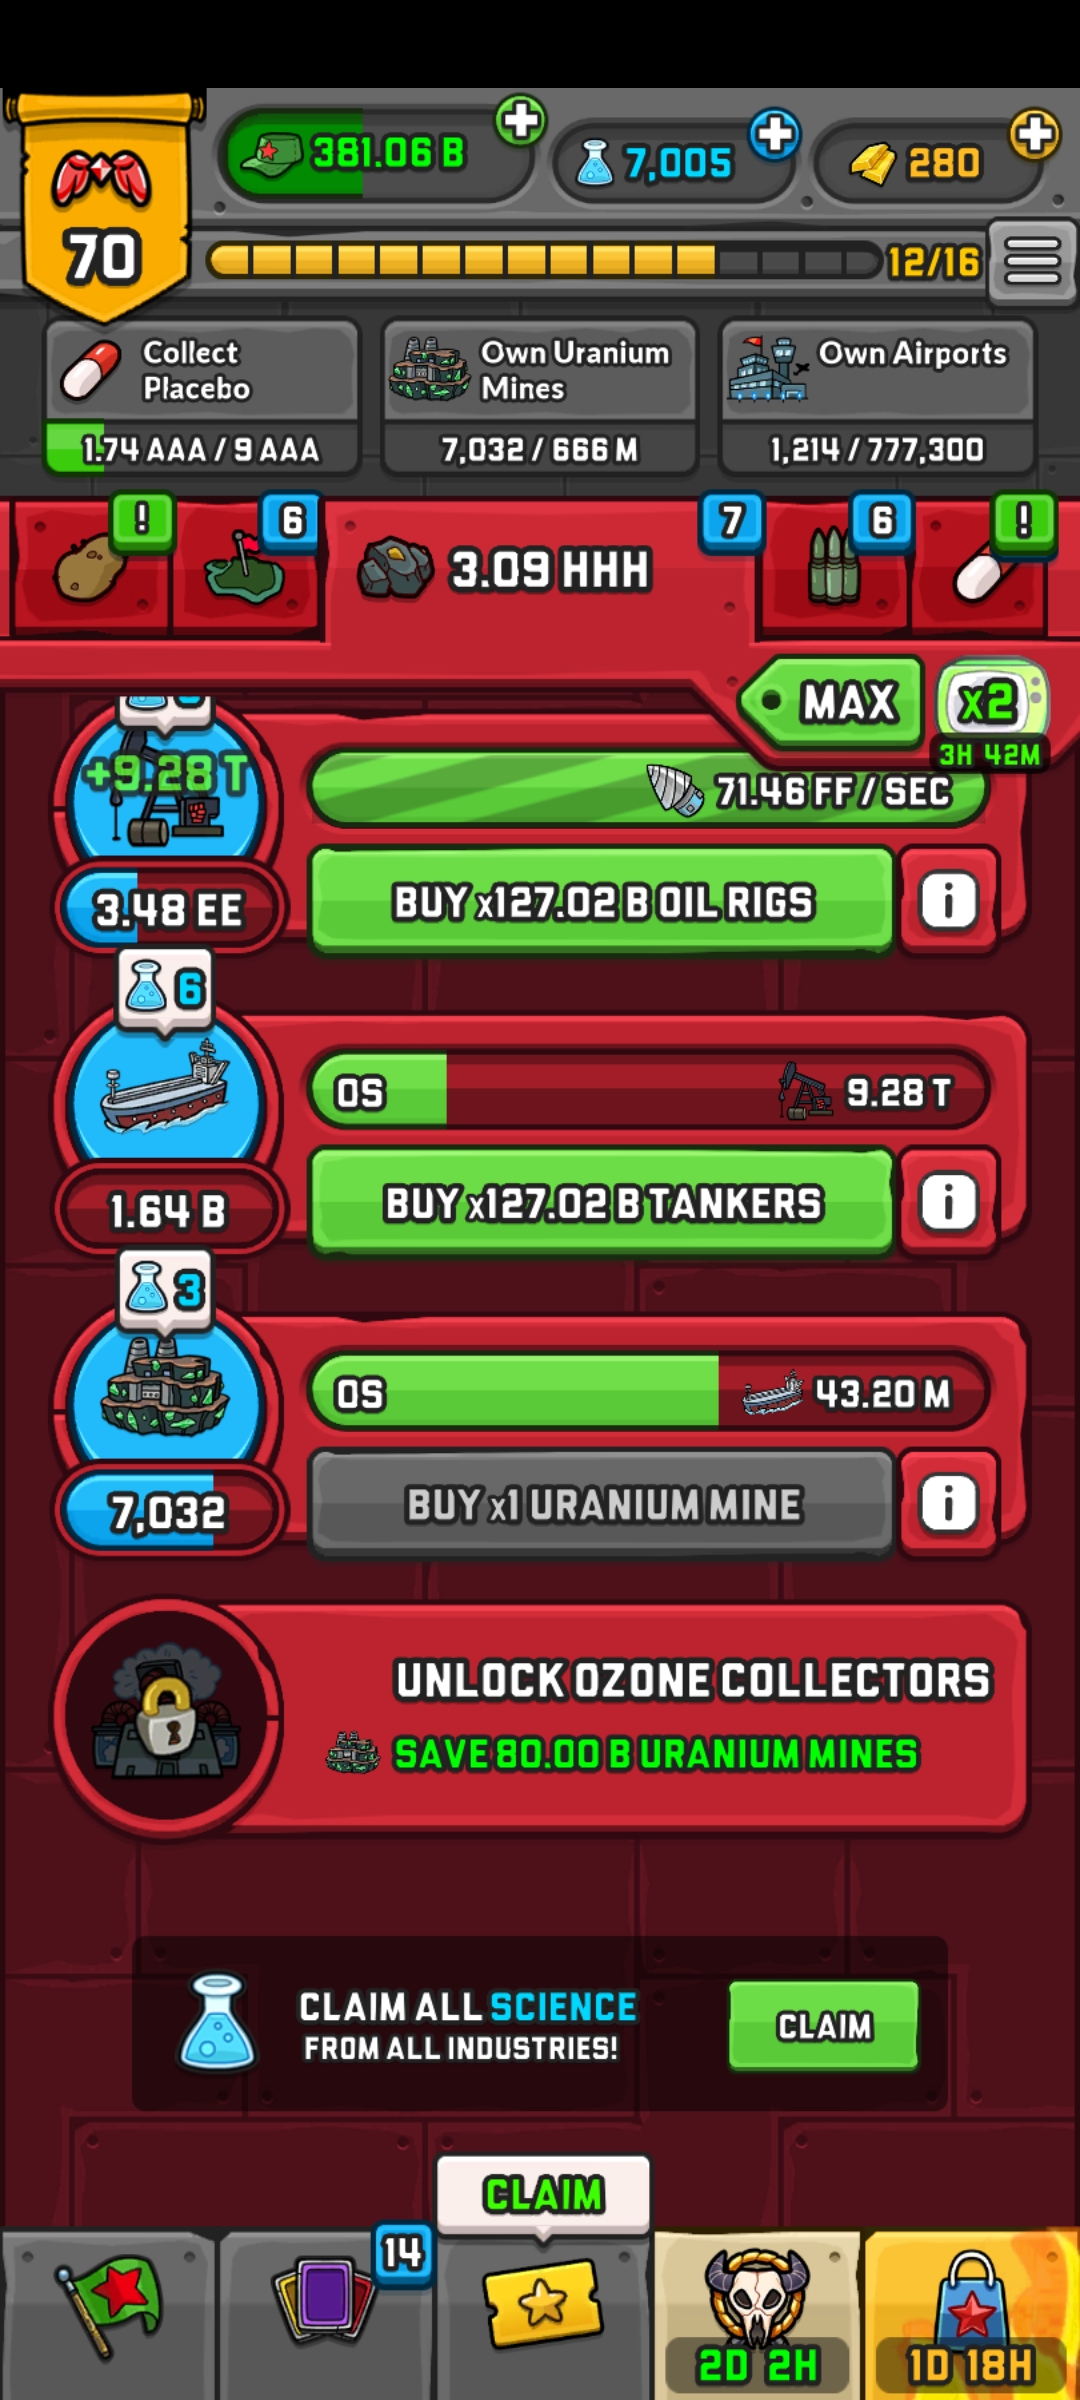 381.06 B
7,005
280
70
12/16
Collect
Placebo
Own Uranium
Mines
Own Airports
1.74 AAA / 9 AAA
7,032 / 666 M
1,214 / 777,300
!
6
3.09 HHH
7
6
!
MAX
x2
3H 42M
+9.28 T
71.46 FF / SEC
3.48 EE
BUY x127.02 B OIL RIGS
i
6
0S
9.28 T
1.64 B
BUY x127.02 B TANKERS
i
3
0S
43.20 M
7,032
BUY x1 URANIUM MINE
i
UNLOCK OZONE COLLECTORS
SAVE 80.00 B URANIUM MINES
CLAIM ALL SCIENCE
FROM ALL INDUSTRIES!
CLAIM
CLAIM
14
2D 2H
1D 18H